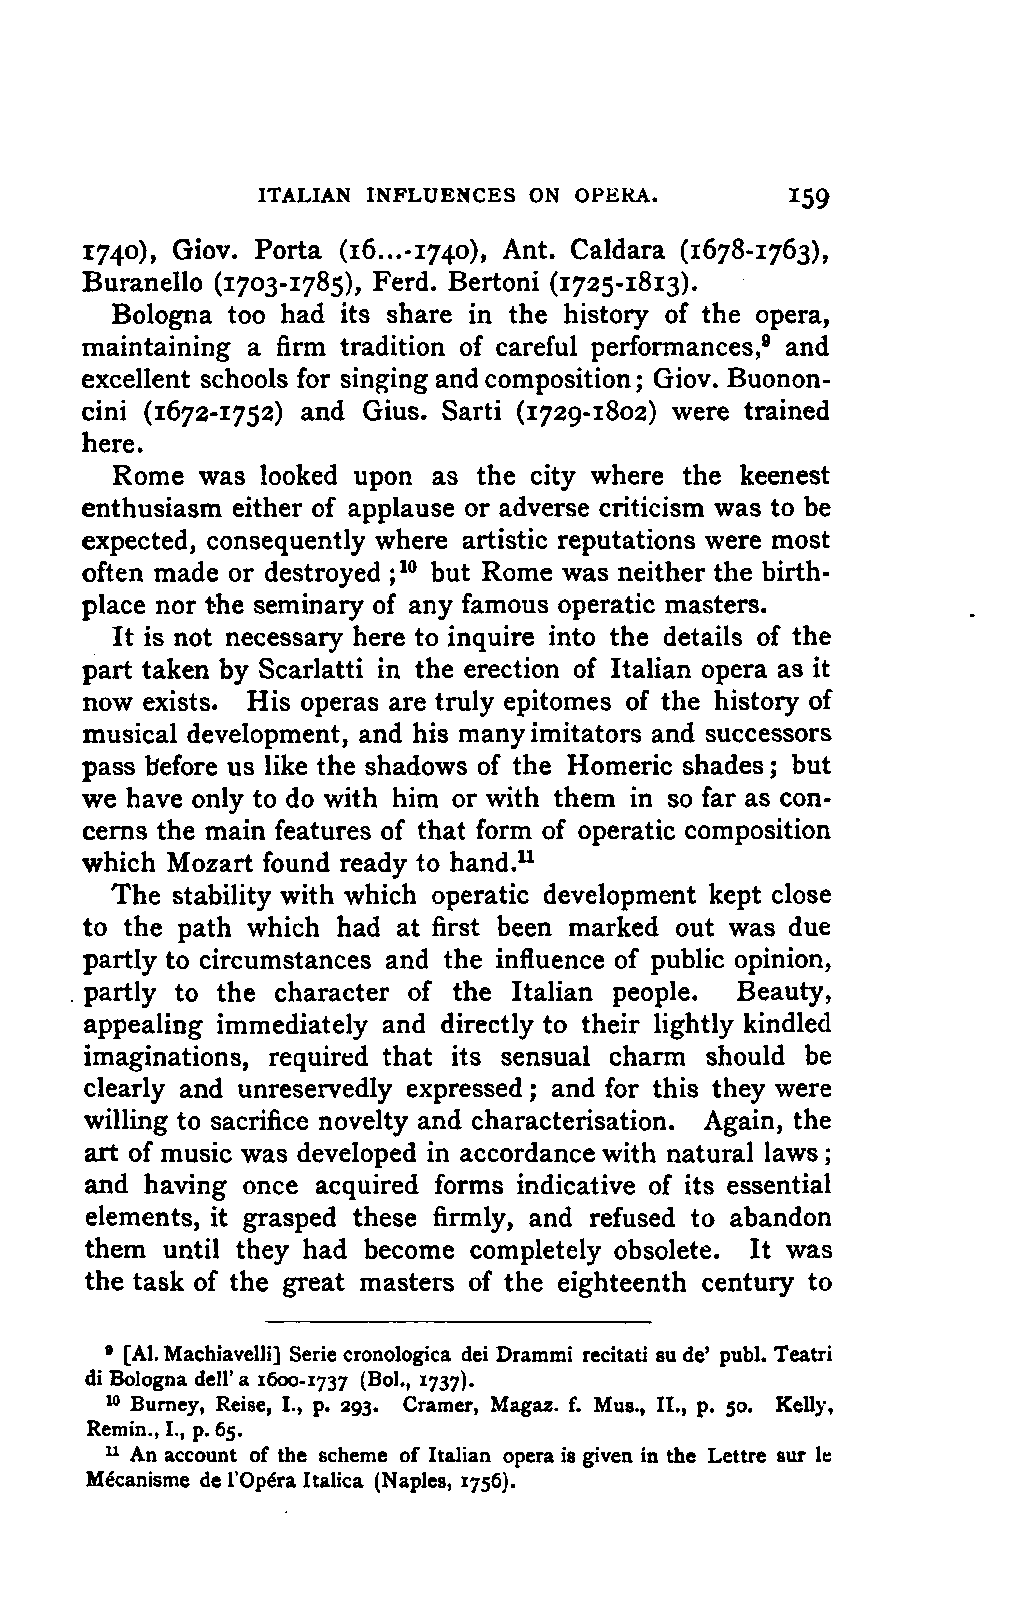 ITALIAN INFLUENCES ON OPERA. 159
1740), Giov. Porta (16...-1740), Ant. Caldara (1678-1763),
Buranello (1703-1785), Ferd. Bertoni (1725-1813).
Bologna too had its share in the history of the opera,
maintaining a firm tradition of careful performances,⁹ and
excellent schools for singing and composition; Giov. Buonon-
cini (1672-1752) and Gius. Sarti (1729-1802) were trained
here.
Rome was looked upon as the city where the keenest
enthusiasm either of applause or adverse criticism was to be
expected, consequently where artistic reputations were most
often made or destroyed ;¹⁰ but Rome was neither the birth-
place nor the seminary of any famous operatic masters.
It is not necessary here to inquire into the details of the
part taken by Scarlatti in the erection of Italian opera as it
now exists. His operas are truly epitomes of the history of
musical development, and his many imitators and successors
pass before us like the shadows of the Homeric shades; but
we have only to do with him or with them in so far as con-
cerns the main features of that form of operatic composition
which Mozart found ready to hand.¹¹
The stability with which operatic development kept close
to the path which had at first been marked out was due
partly to circumstances and the influence of public opinion,
partly to the character of the Italian people. Beauty,
appealing immediately and directly to their lightly kindled
imaginations, required that its sensual charm should be
clearly and unreservedly expressed; and for this they were
willing to sacrifice novelty and characterisation. Again, the
art of music was developed in accordance with natural laws;
and having once acquired forms indicative of its essential
elements, it grasped these firmly, and refused to abandon
them until they had become completely obsolete. It was
the task of the great masters of the eighteenth century to
⁹ [Al. Machiavelli] Serie cronologica dei Drammi recitati su de' publ. Teatri
di Bologna dell' a 1600-1737 (Bol., 1737).
¹⁰ Burney, Reise, I., p. 293. Cramer, Magaz. f. Mus., II., p. 50. Kelly,
Remin., I., p. 65.
¹¹ An account of the scheme of Italian opera is given in the Lettre sur le
Mécanisme de l'Opéra Italica (Naples, 1756).